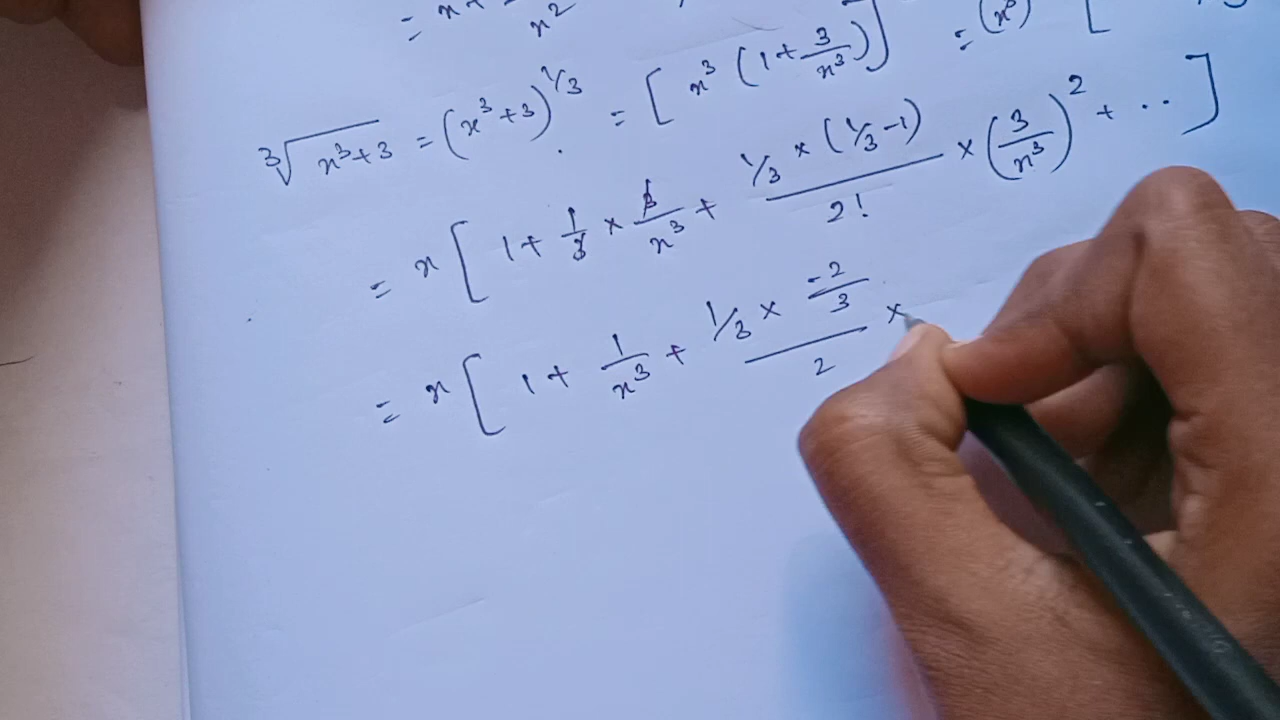 = x + / x²
∛(x³+3) = (x³+3)^1/3 = [x³(1+3/x³)] = (x³) [
= x[1 + 1/3 × 3/x³ + (1/3 × (1/3 -1))/2! × (3/x³)² + ..]
= x[1 + 1/x³ + (1/3 × -2/3)/2 ×